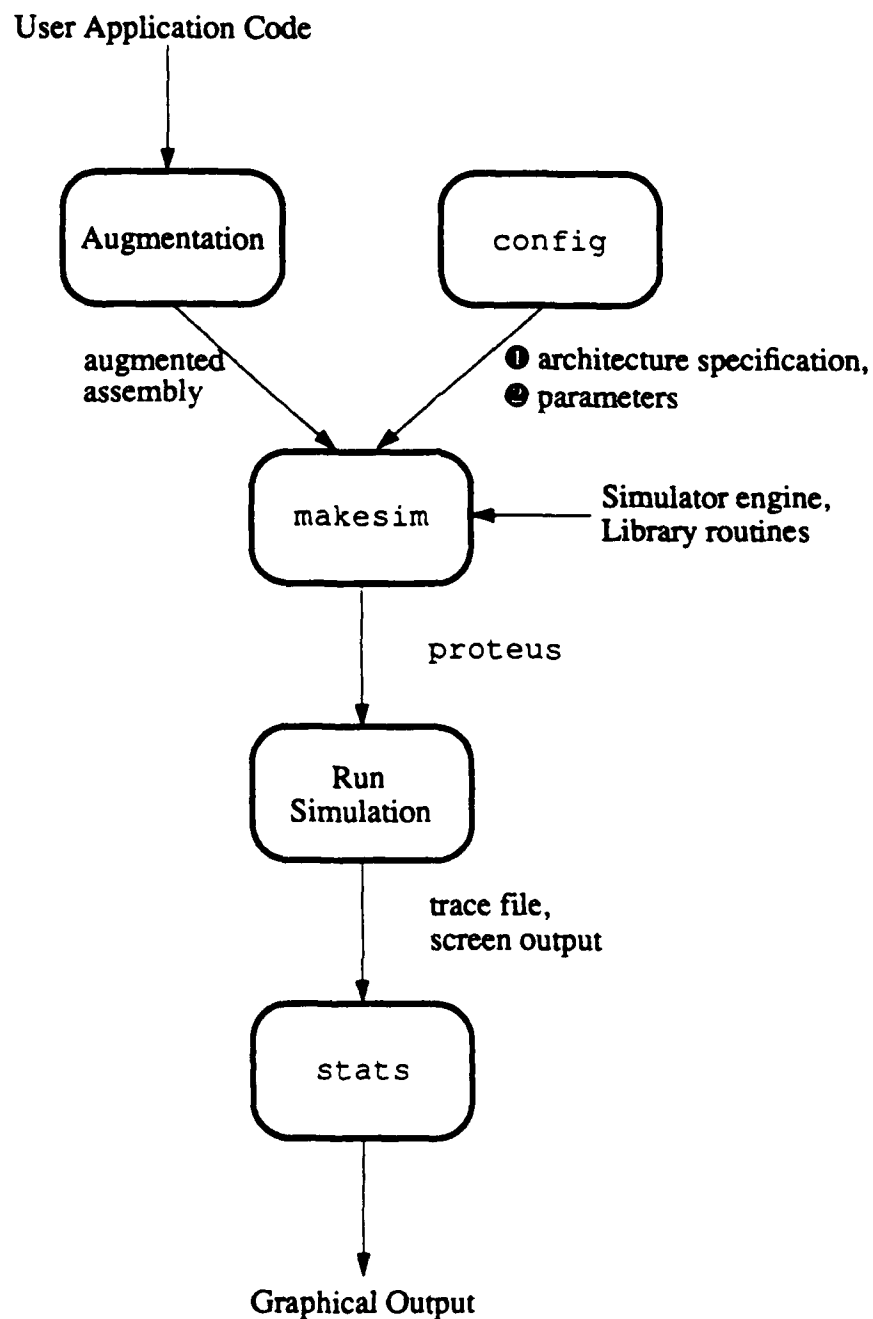 User Application Code
Augmentation
config
augmented
assembly
❶ architecture specification,
❷ parameters
makesim
Simulator engine,
Library routines
proteus
Run
Simulation
trace file,
screen output
stats
Graphical Output